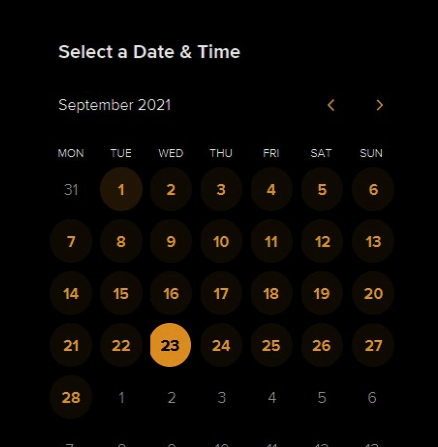 Select a Date & Time
September 2021
MON TUE WED THU FRI SAT SUN
31 1 2 3 4 5 6
7 8 9 10 11 12 13
14 15 16 17 18 19 20
21 22 23 24 25 26 27
28 1 2 3 4 5 6